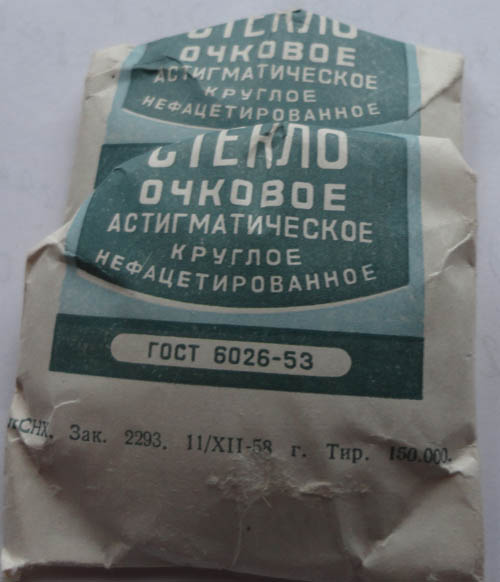 СТЕКЛО
ОЧКОВОЕ
АСТИГМАТИЧЕСКОЕ
КРУГЛОЕ
НЕФАЦЕТИРОВАННОЕ
СТЕКЛО
ОЧКОВОЕ
АСТИГМАТИЧЕСКОЕ
КРУГЛОЕ
НЕФАЦЕТИРОВАННОЕ
ГОСТ 6026-53
СНХ. Зак. 2293. 11/XII-58 г. Тир. 150.000.